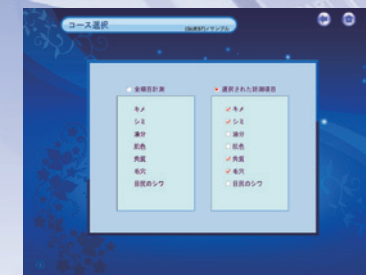 コース選択
全項目計測
選択された計測項目
キメ
シミ
油分
肌色
角質
毛穴
目尻のシワ
キメ
シミ
油分
肌色
角質
毛穴
目尻のシワ